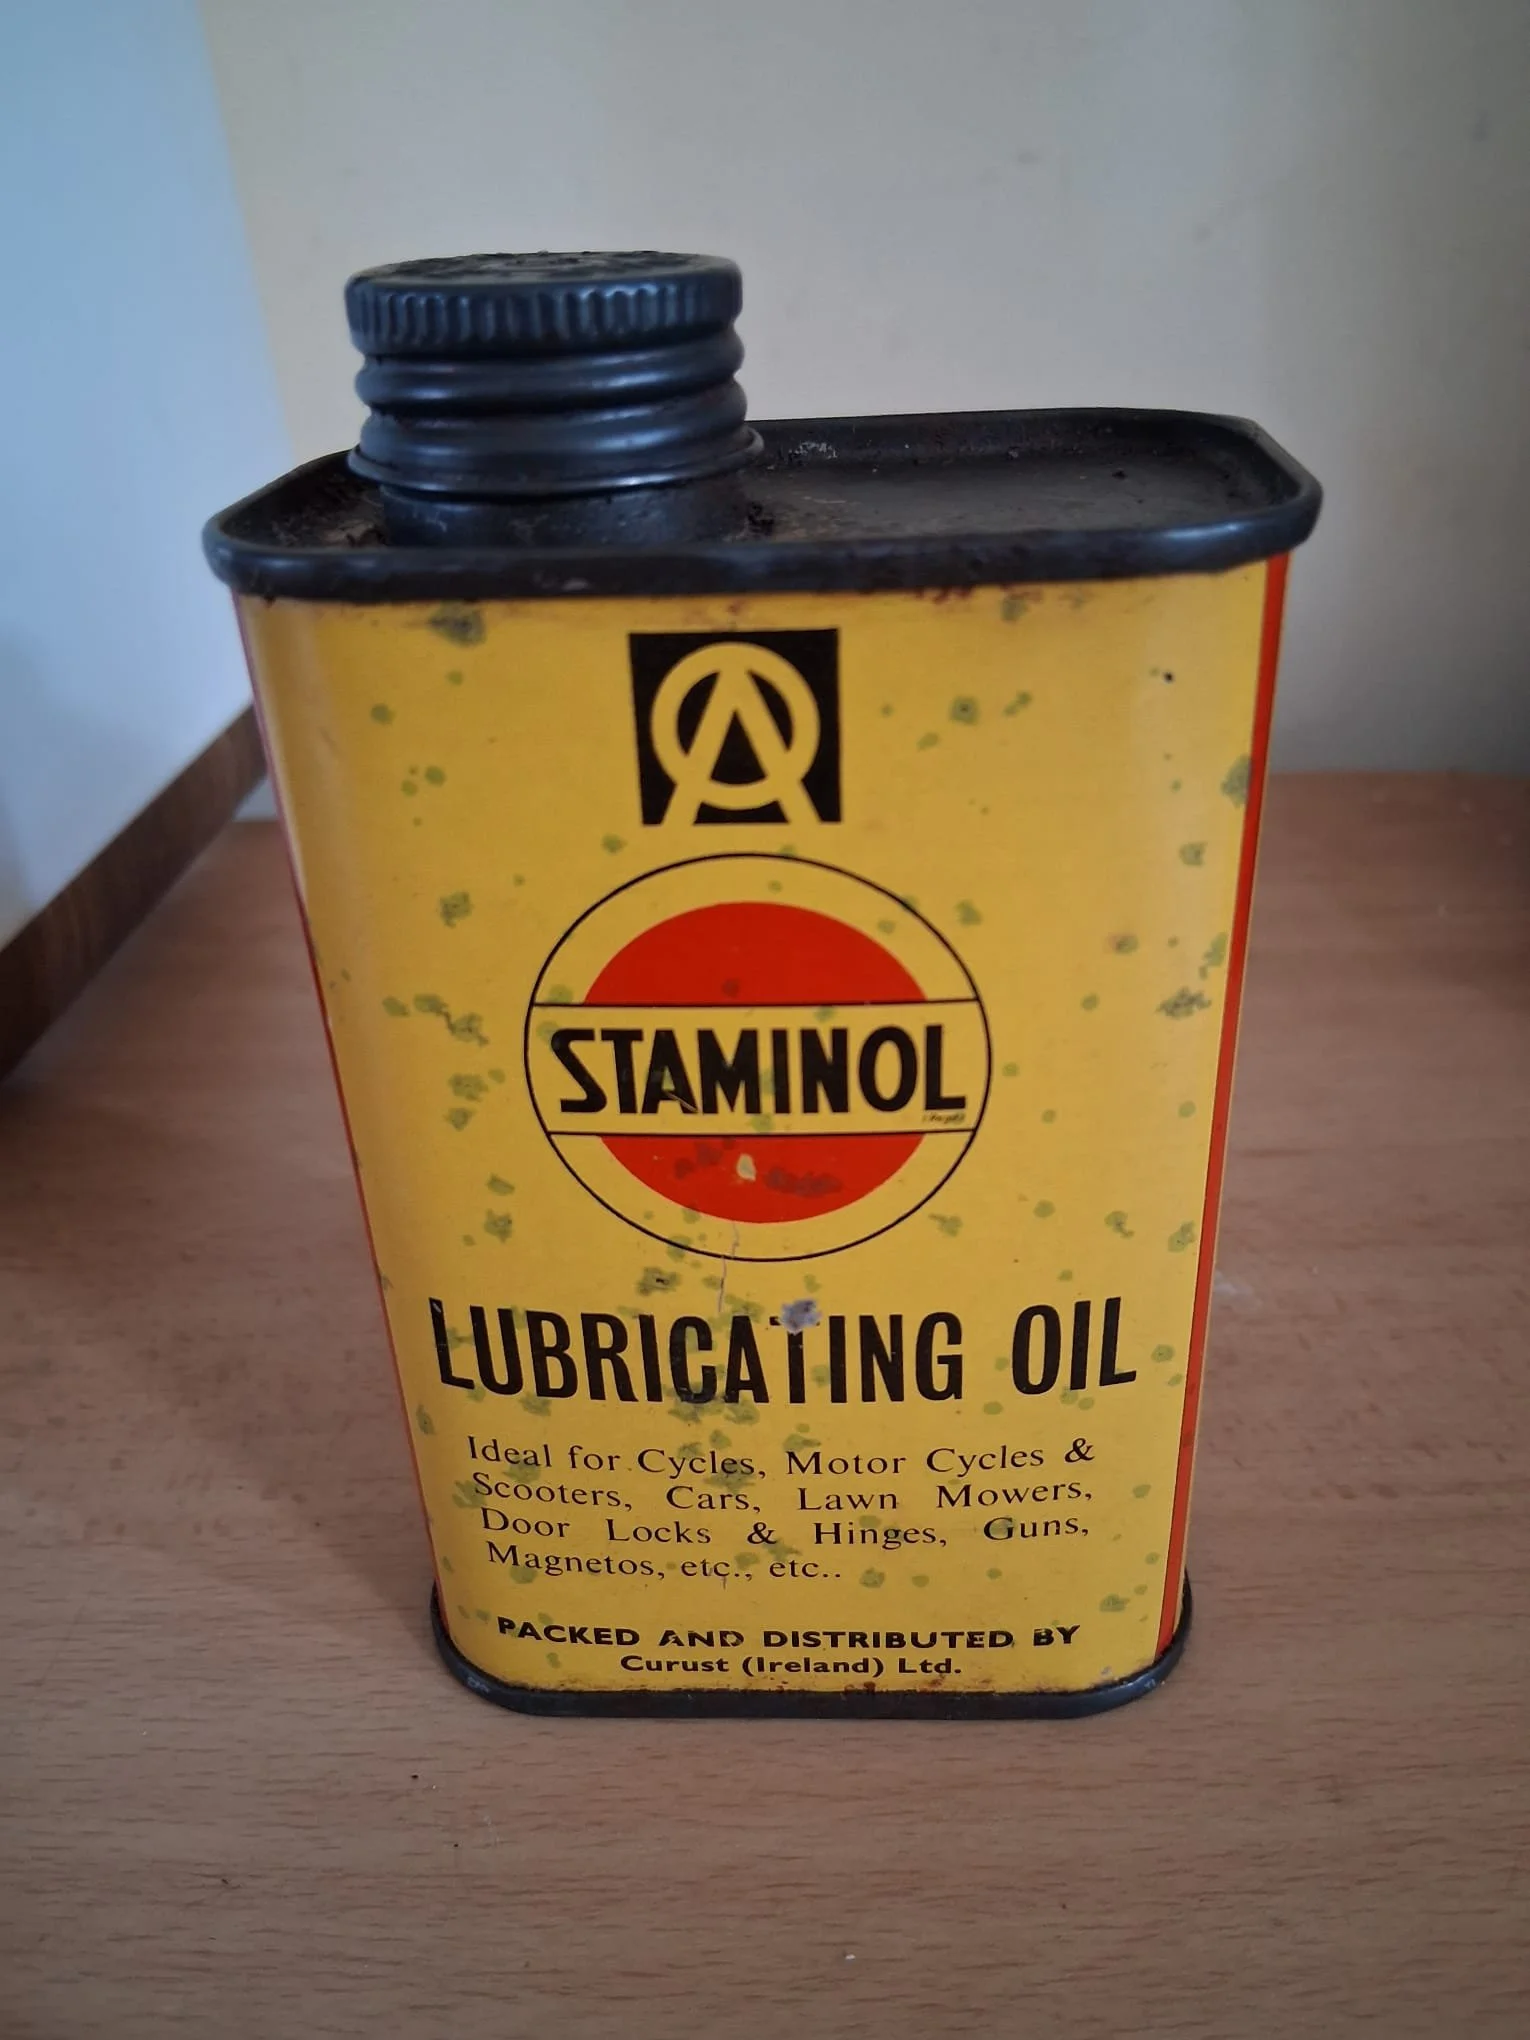 STAMINOL
LUBRICATING OIL
Ideal for Cycles, Motor Cycles &
Scooters, Cars, Lawn Mowers,
Door Locks & Hinges, Guns,
Magnetos, etc., etc..
PACKED AND DISTRIBUTED BY
Curust (Ireland) Ltd.